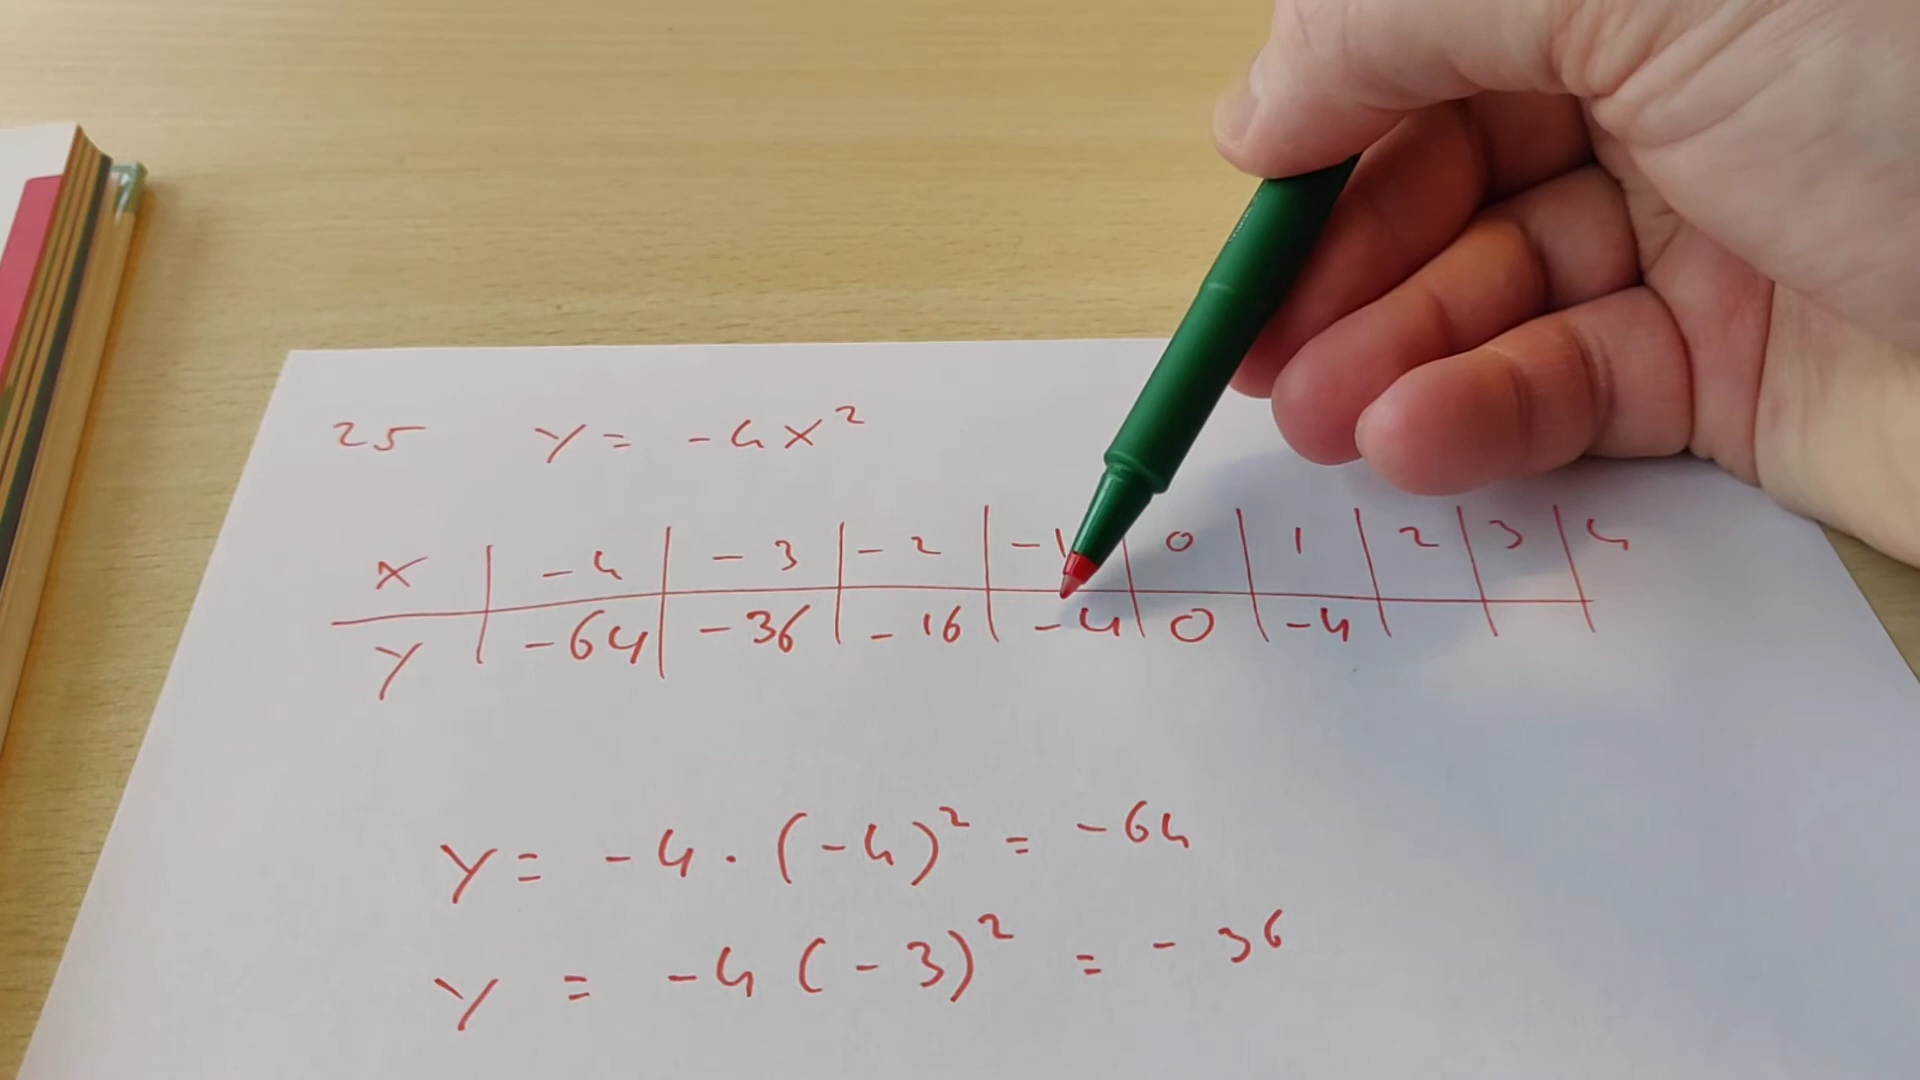 25 y = -4x²
x | -4 | -3 | -2 | -1 | 0 | 1 | 2 | 3 | 4
y | -64 | -36 | -16 | -4 | 0 | -4 | | |
y = -4 · (-4)² = -64
y = -4 (-3)² = -36